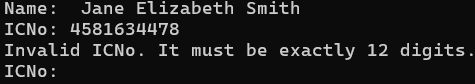 Name:  Jane Elizabeth Smith
ICNo: 4581634478
Invalid ICNo. It must be exactly 12 digits.
ICNo: